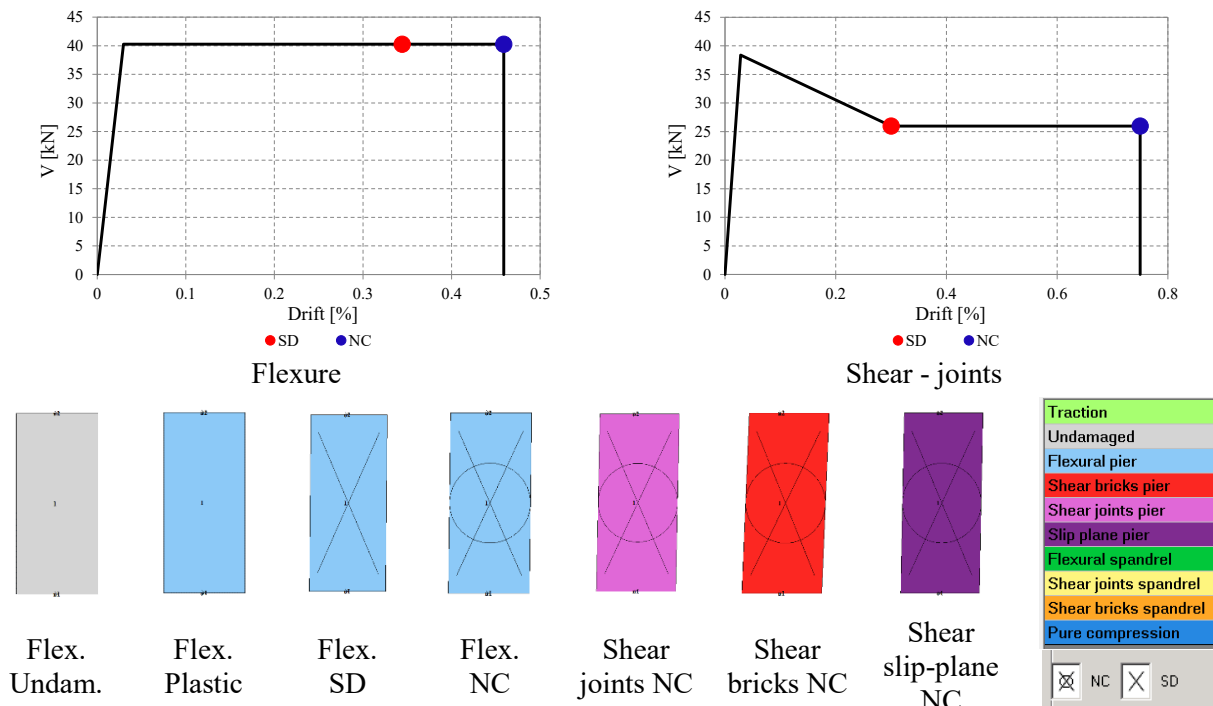 45
40
35
30
25
20
15
10
5
0
V [kN]
0 0.1 0.2 0.3 0.4 0.5
Drift [%]
SD NC
Flexure
45
40
35
30
25
20
15
10
5
0
V [kN]
0 0.2 0.4 0.6 0.8
Drift [%]
SD NC
Shear - joints
Flex.
Undam.
Flex.
Plastic
Flex.
SD
Flex.
NC
Shear
joints NC
Shear
bricks NC
Shear
slip-plane
NC
Traction
Undamaged
Flexural pier
Shear bricks pier
Shear joints pier
Slip plane pier
Flexural spandrel
Shear joints spandrel
Shear bricks spandrel
Pure compression
NC SD